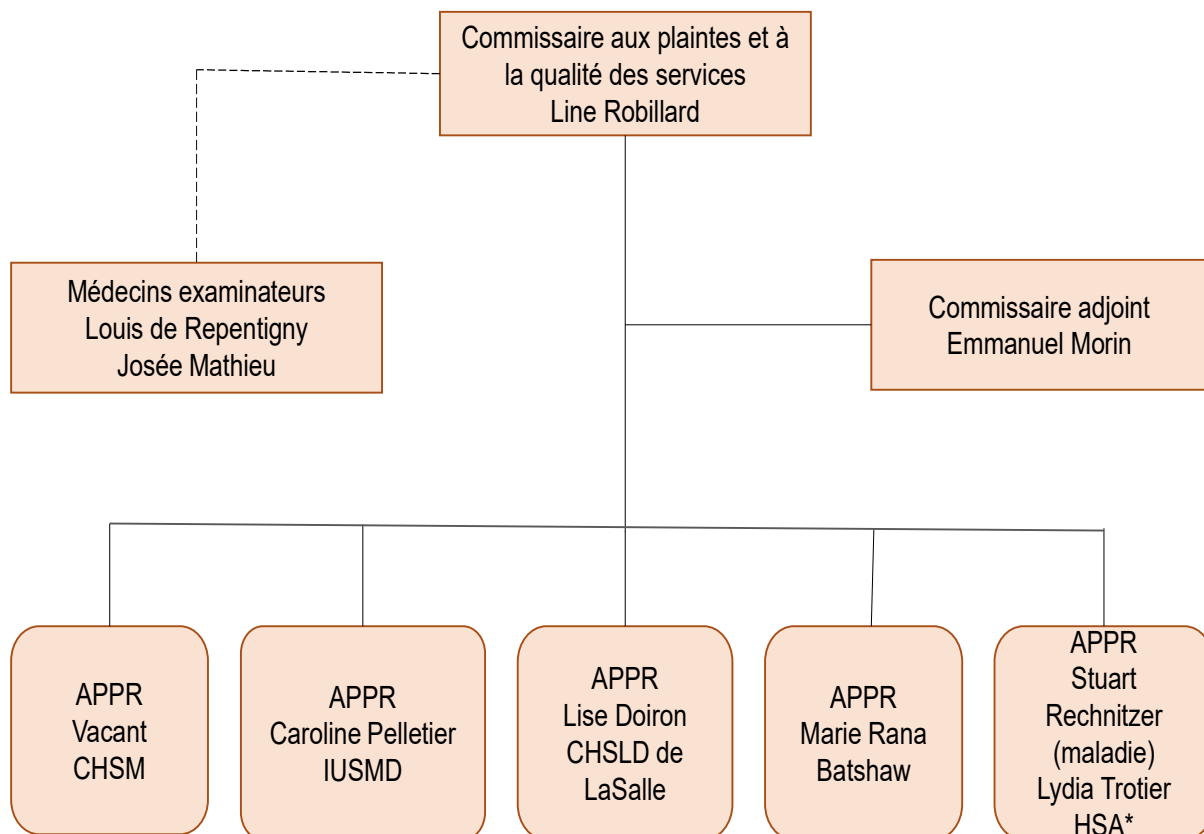 Commissaire aux plaintes et à
la qualité des services
Line Robillard
Médecins examinateurs
Louis de Repentigny
Josée Mathieu
Commissaire adjoint
Emmanuel Morin
APPR
Vacant
CHSM
APPR
Caroline Pelletier
IUSMD
APPR
Lise Doiron
CHSLD de
LaSalle
APPR
Marie Rana
Batshaw
APPR
Stuart
Rechnitzer
(maladie)
Lydia Trotier
HSA*